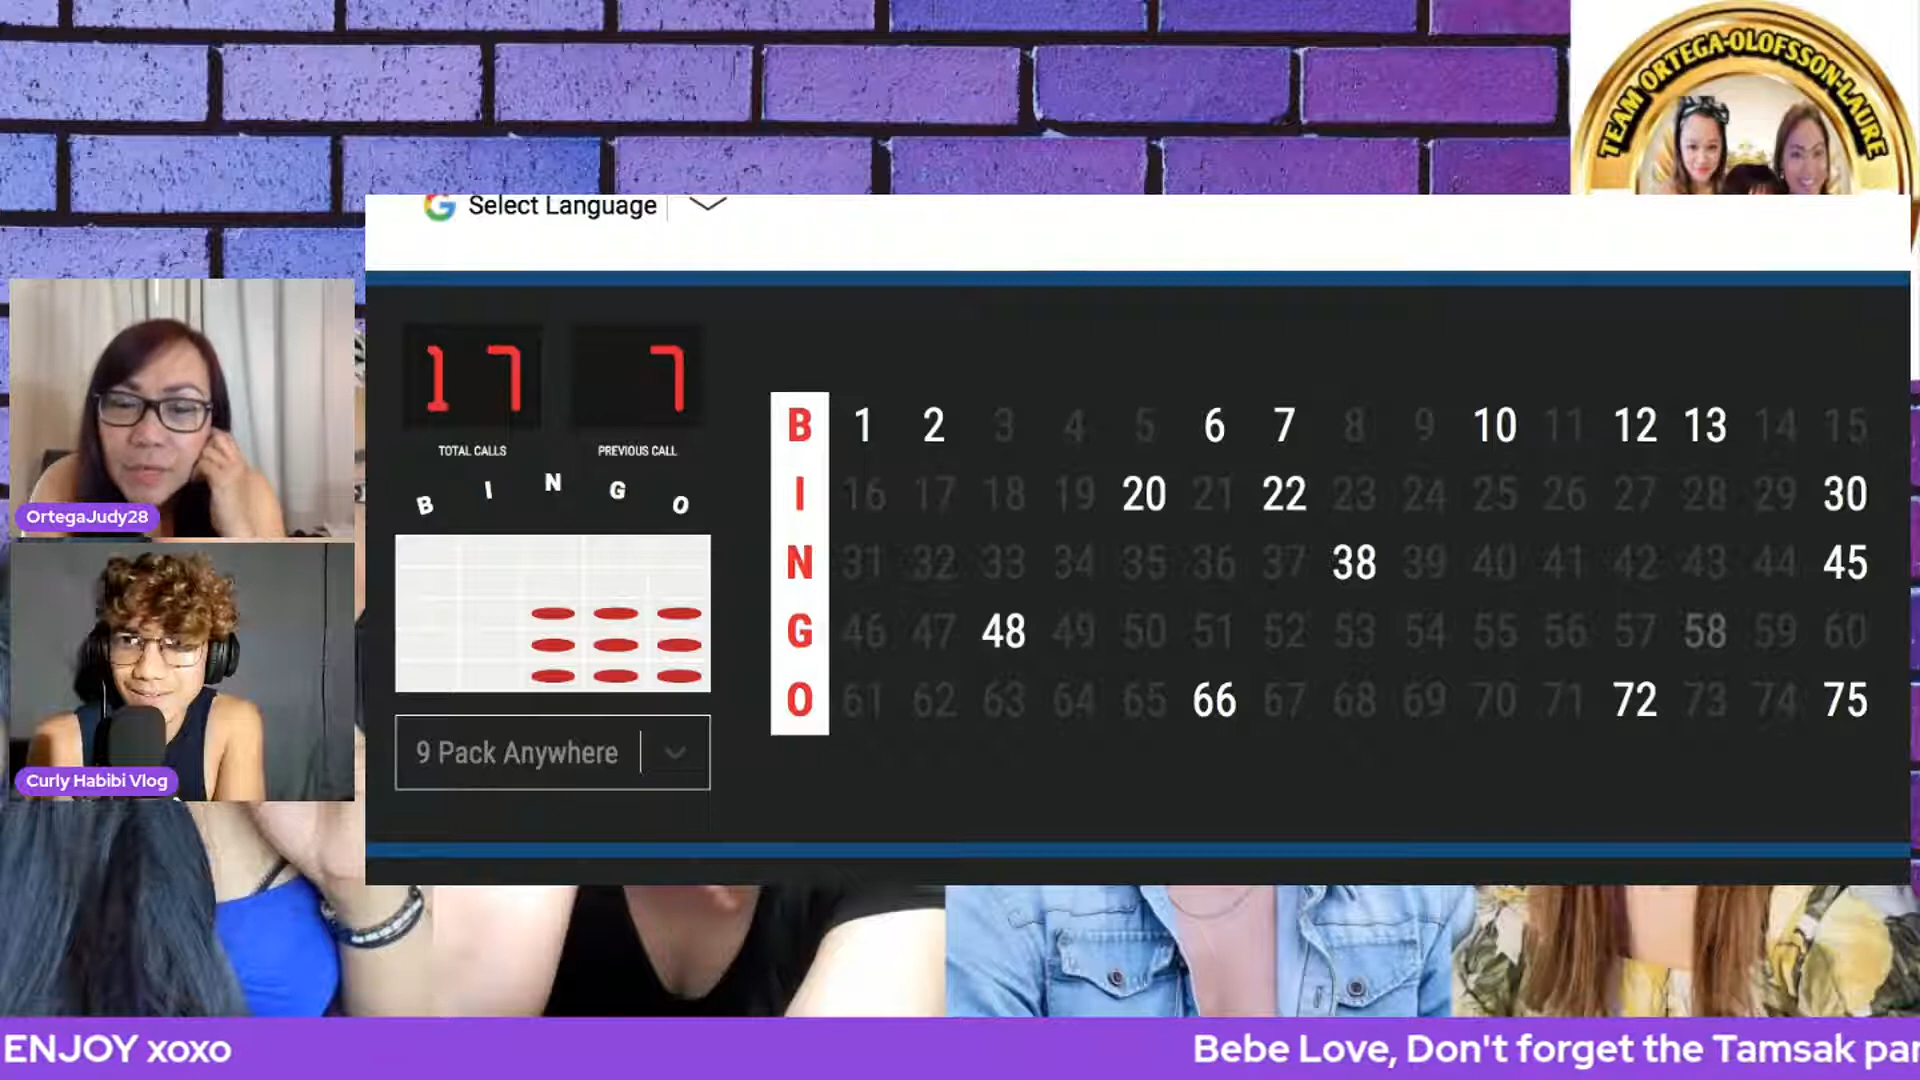 TEAM ORTEGA-OLOFSSON-LAURE
Select Language
17 7
TOTAL CALLS PREVIOUS CALL
B I N G O
9 Pack Anywhere
B 1 2 3 4 5 6 7 8 9 10 11 12 13 14 15
I 16 17 18 19 20 21 22 23 24 25 26 27 28 29 30
N 31 32 33 34 35 36 37 38 39 40 41 42 43 44 45
G 46 47 48 49 50 51 52 53 54 55 56 57 58 59 60
O 61 62 63 64 65 66 67 68 69 70 71 72 73 74 75
OrtegaJudy28
Curly Habibi Vlog
ENJOY xoxo Bebe Love, Don't forget the Tamsak par